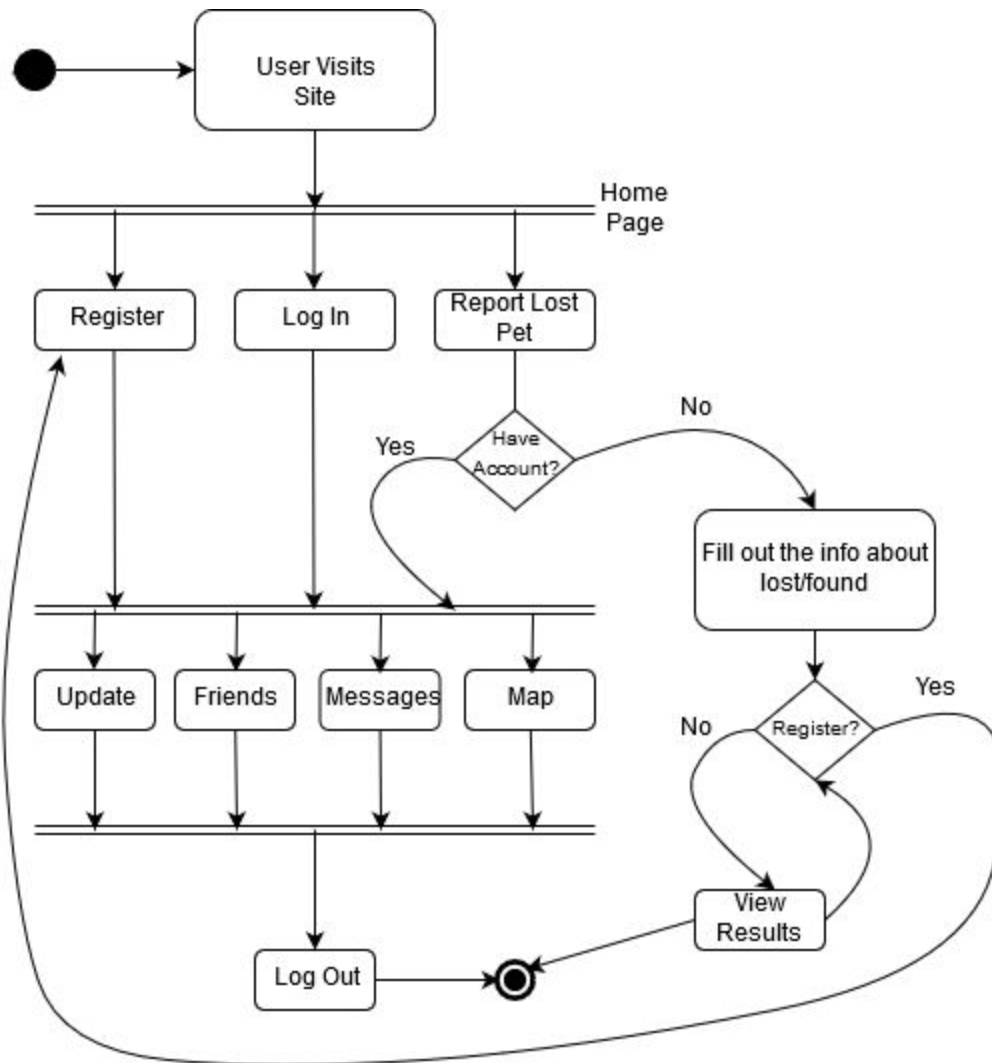 User Visits
Site
Home
Page
Register
Log In
Report Lost
Pet
Have
Account?
Yes
No
Fill out the info about
lost/found
Update
Friends
Messages
Map
Register?
No
Yes
View
Results
Log Out